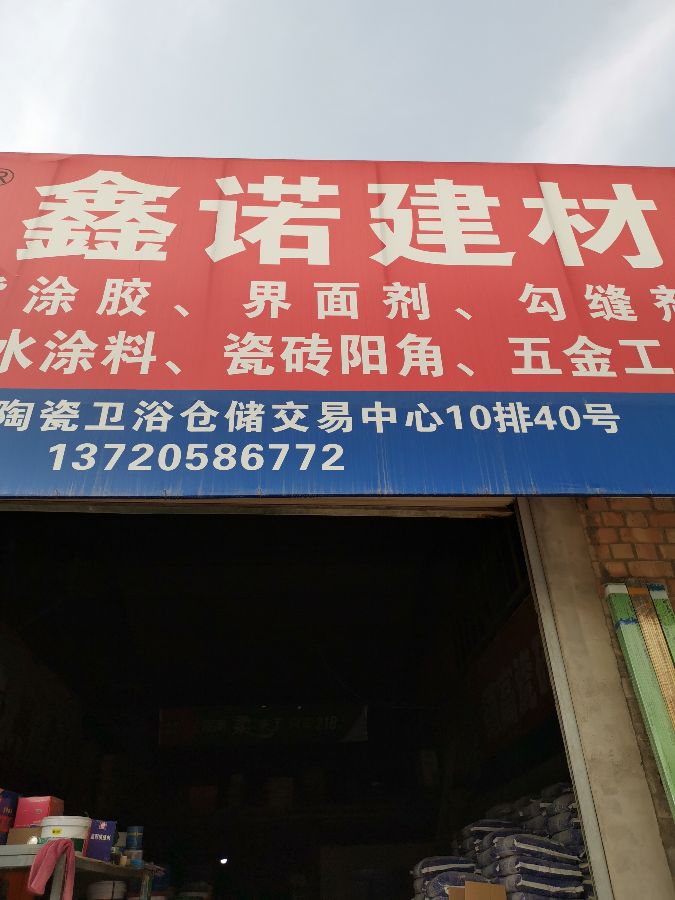 ®
鑫诺建材
涂胶、界面剂、勾缝剂
水涂料、瓷砖阳角、五金工
陶瓷卫浴仓储交易中心10排40号
13720586772